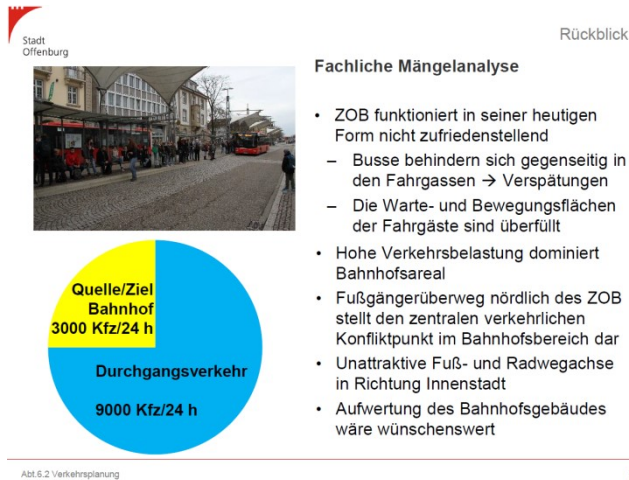 Stadt
Offenburg
Rückblick
Fachliche Mängelanalyse
• ZOB funktioniert in seiner heutigen
Form nicht zufriedenstellend
– Busse behindern sich gegenseitig in
den Fahrgassen → Verspätungen
– Die Warte- und Bewegungsflächen
der Fahrgäste sind überfüllt
• Hohe Verkehrsbelastung dominiert
Bahnhofsareal
• Fußgängerüberweg nördlich des ZOB
stellt den zentralen verkehrlichen
Konfliktpunkt im Bahnhofsbereich dar
• Unattraktive Fuß- und Radwegachse
in Richtung Innenstadt
• Aufwertung des Bahnhofsgebäudes
wäre wünschenswert
Quelle/Ziel
Bahnhof
3000 Kfz/24 h
Durchgangsverkehr
9000 Kfz/24 h
Abt.6.2 Verkehrsplanung